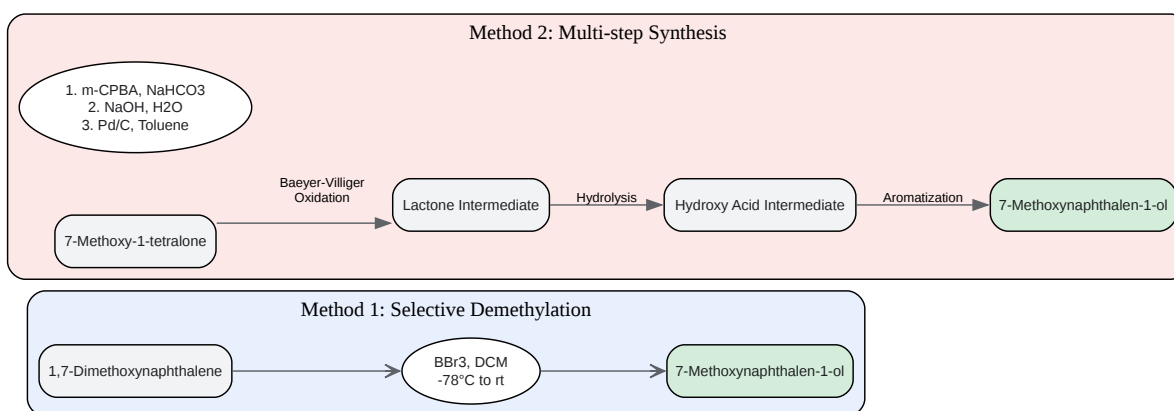 Method 2: Multi-step Synthesis
1. m-CPBA, NaHCO3
2. NaOH, H2O
3. Pd/C, Toluene
7-Methoxy-1-tetralone
Baeyer-Villiger
Oxidation
Lactone Intermediate
Hydrolysis
Hydroxy Acid Intermediate
Aromatization
7-Methoxynaphthalen-1-ol
Method 1: Selective Demethylation
1,7-Dimethoxynaphthalene
BBr3, DCM
-78°C to rt
7-Methoxynaphthalen-1-ol